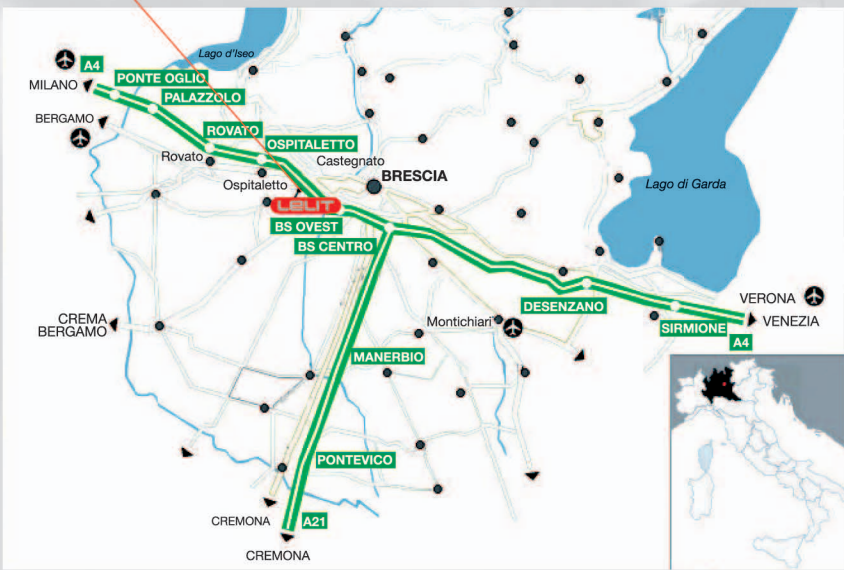 Lago d'Iseo
A4
MILANO
PONTE OGLIO
PALAZZOLO
BERGAMO
ROVATO
OSPITALETTO
Rovato
Castegnato
BRESCIA
Ospitaletto
Lago di Garda
LELIT
BS OVEST
BS CENTRO
VERONA
DESENZANO
CREMA
BERGAMO
Montichiari
VENEZIA
SIRMIONE
A4
MANERBIO
PONTEVICO
CREMONA
A21
CREMONA